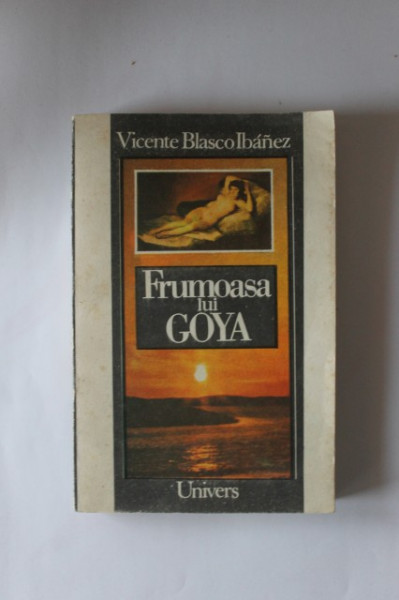 Vicente Blasco Ibáñez
Frumoasa
lui
GOYA
Univers